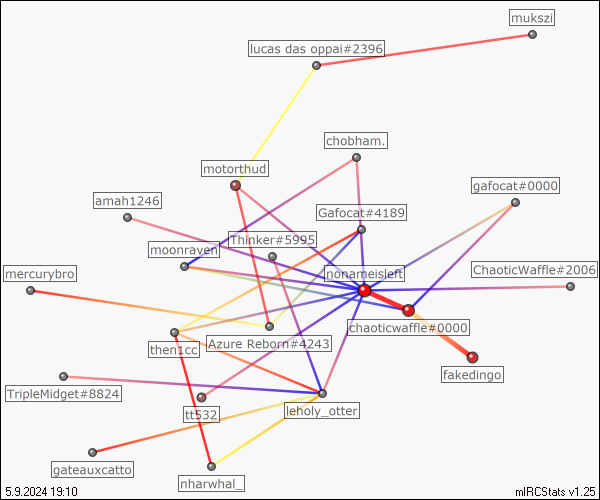 mukszi
lucas das oppai#2396
chobham.
motorthud
gafocat#0000
amah1246
Gafocat#4189
Thinker#5995
moonraven
nonameisleft
ChaoticWaffle#2006
mercurybro
chaoticwaffle#0000
Azure Reborn#4243
then1cc
fakedingo
TripleMidget#8824
leholy_otter
tt532
gateauxcatto
nharwhal_
5.9.2024 19:10
mIRCStats v1.25